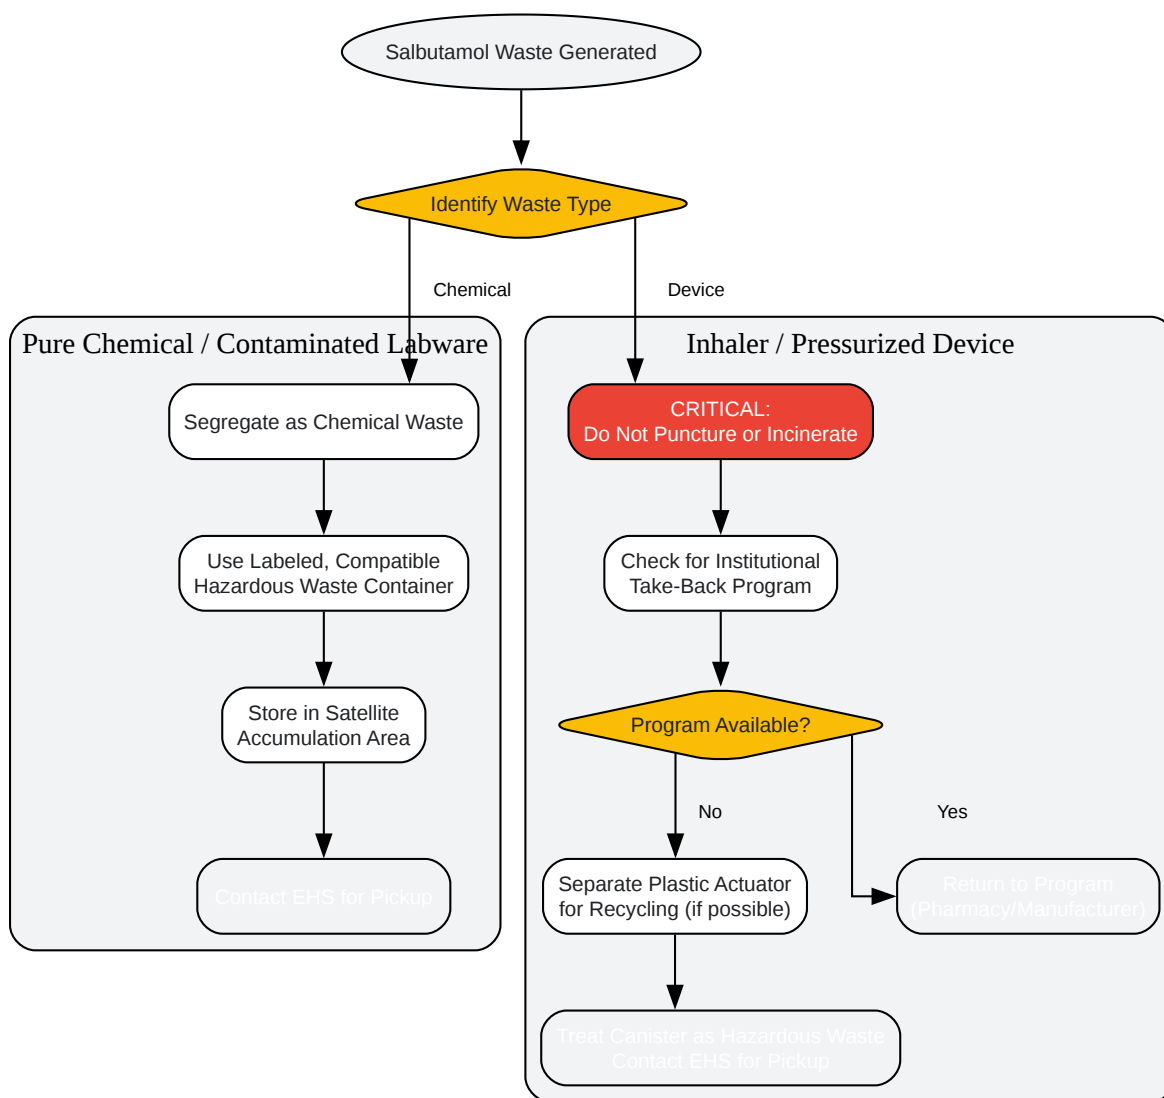 Salbutamol Waste Generated
Identify Waste Type
Chemical
Device
Pure Chemical / Contaminated Labware
Segregate as Chemical Waste
Use Labeled, Compatible
Hazardous Waste Container
Store in Satellite
Accumulation Area
Contact EHS for Pickup
Inhaler / Pressurized Device
CRITICAL:
Do Not Puncture or Incinerate
Check for Institutional
Take-Back Program
Program Available?
No
Yes
Separate Plastic Actuator
for Recycling (if possible)
Return to Program
(Pharmacy/Manufacturer)
Treat Canister as Hazardous Waste
Contact EHS for Pickup